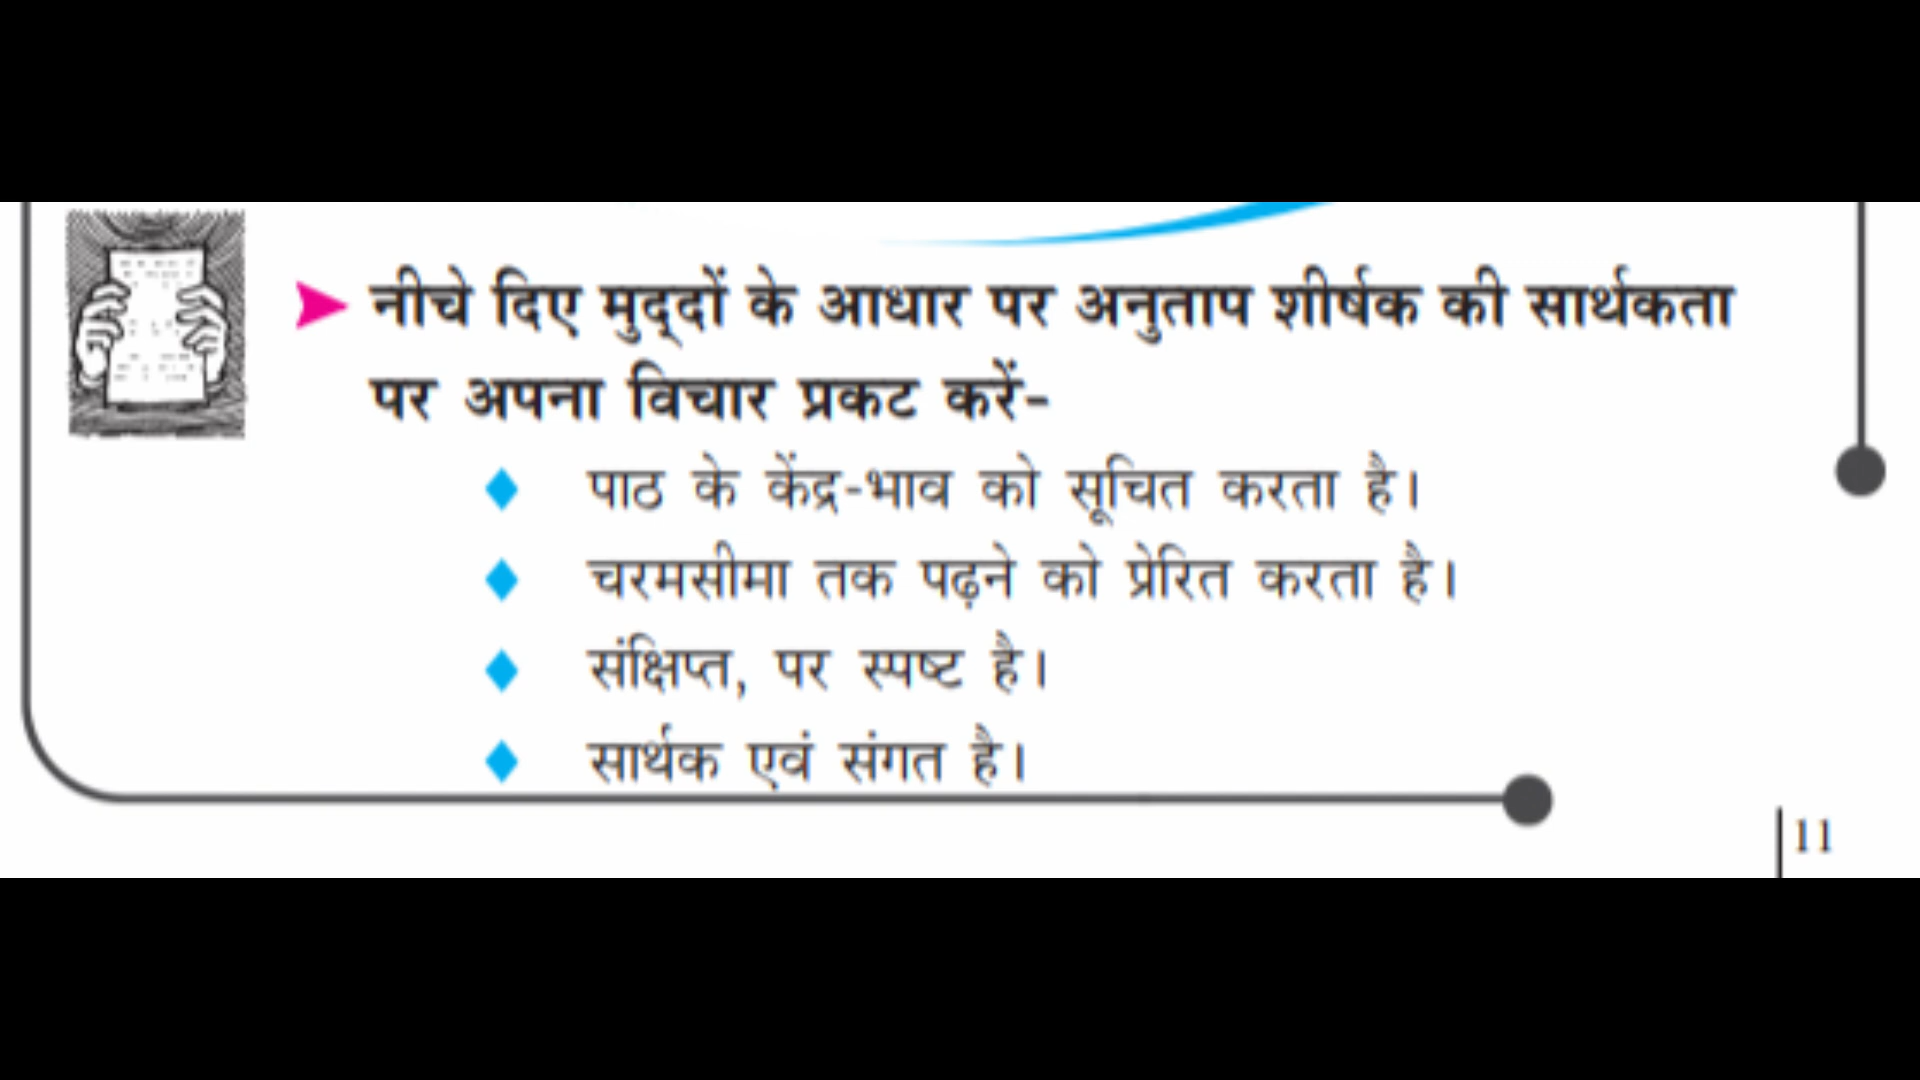 नीचे दिए मुद्‌दों के आधार पर अनुताप शीर्षक की सार्थकता
पर अपना विचार प्रकट करें-
पाठ के केंद्र-भाव को सूचित करता है।
चरमसीमा तक पढ़ने को प्रेरित करता है।
संक्षिप्त, पर स्पष्ट है।
सार्थक एवं संगत है।
11